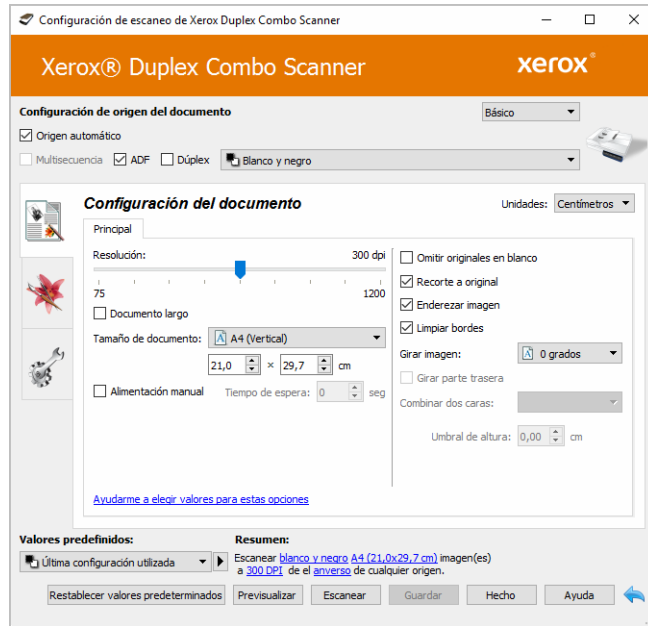 Configuración de escaneo de Xerox Duplex Combo Scanner
Xerox® Duplex Combo Scanner
xerox®
Configuración de origen del documento
Básico
Origen automático
Multisecuencia ADF Dúplex Blanco y negro
Configuración del documento
Unidades: Centímetros
Principal
Resolución: 300 dpi
75 1200
Documento largo
Tamaño de documento: A4 (Vertical)
21,0 × 29,7 cm
Alimentación manual Tiempo de espera: 0 seg
Omitir originales en blanco
Recorte a original
Enderezar imagen
Limpiar bordes
Girar imagen: 0 grados
Girar parte trasera
Combinar dos caras:
Umbral de altura: 0,00 cm
Ayudarme a elegir valores para estas opciones
Valores predefinidos:
Última configuración utilizada
Resumen:
Escanear blanco y negro A4 (21,0x29,7 cm) imagen(es)
a 300 DPI de el anverso de cualquier origen.
Restablecer valores predeterminados Previsualizar Escanear Guardar Hecho Ayuda